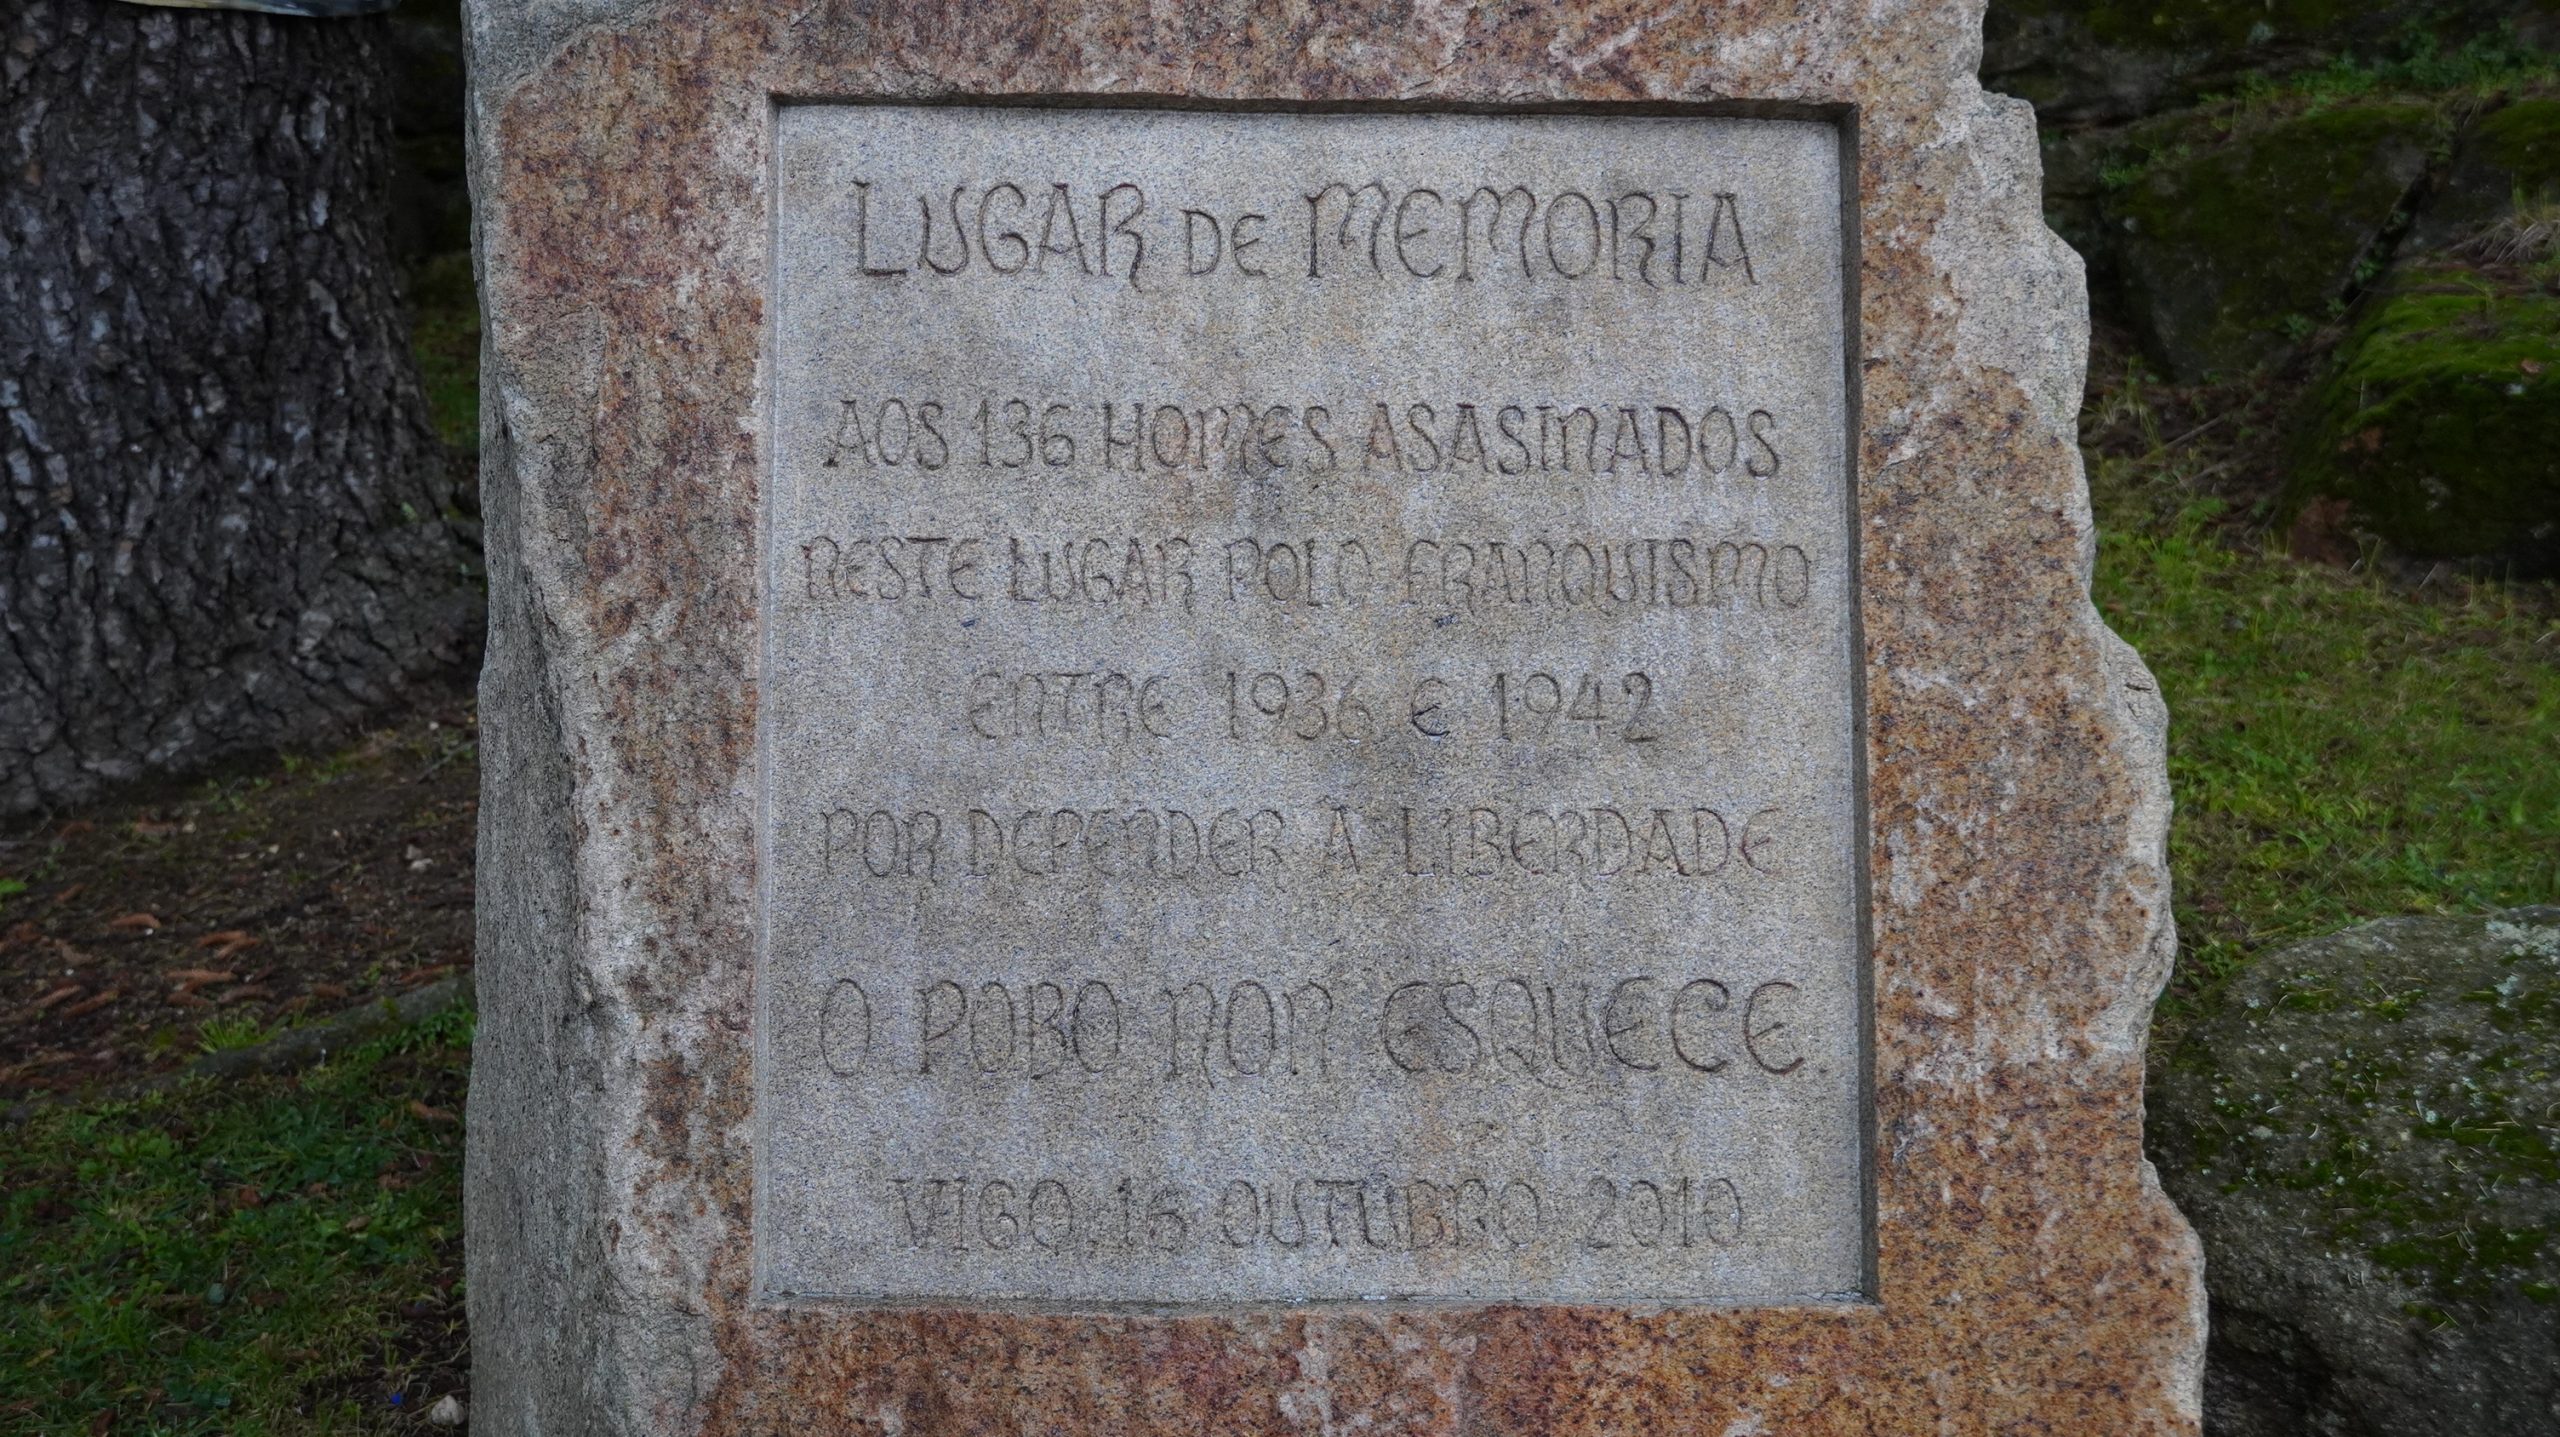 LUGAR DE MEMORIA
AOS 136 HOMES ASASINADOS
NESTE LUGAR POLO FRANQUISMO
ENTRE 1936 E 1942
POR DEFENDER A LIBERDADE
O POBO NON ESQUECE.
VIGO, 16 OUTUBRO 2010